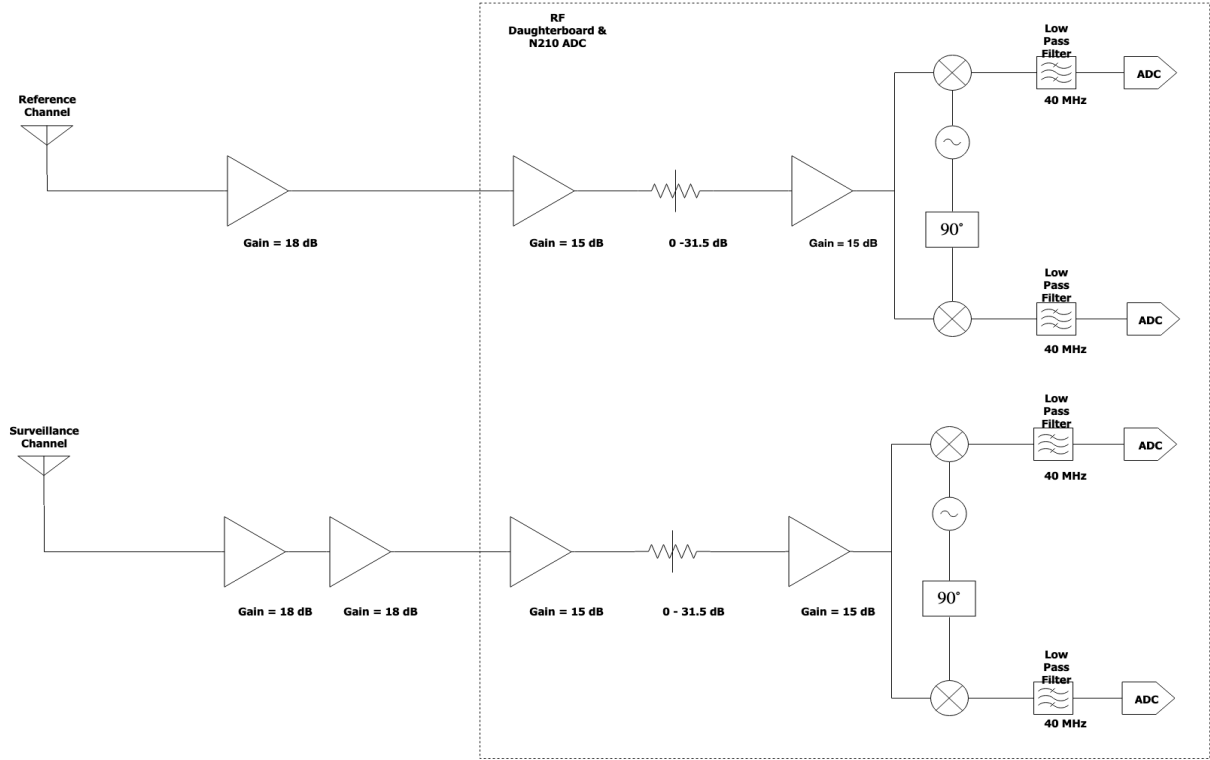 RF
Daughterboard &
N210 ADC
Low
Pass
Filter
ADC
40 MHz
Reference
Channel
90°
Gain = 18 dB
Gain = 15 dB
0 -31.5 dB
Gain = 15 dB
Low
Pass
Filter
ADC
40 MHz
Low
Pass
Filter
ADC
40 MHz
Surveillance
Channel
90°
Gain = 18 dB
Gain = 18 dB
Gain = 15 dB
0 - 31.5 dB
Gain = 15 dB
Low
Pass
Filter
ADC
40 MHz